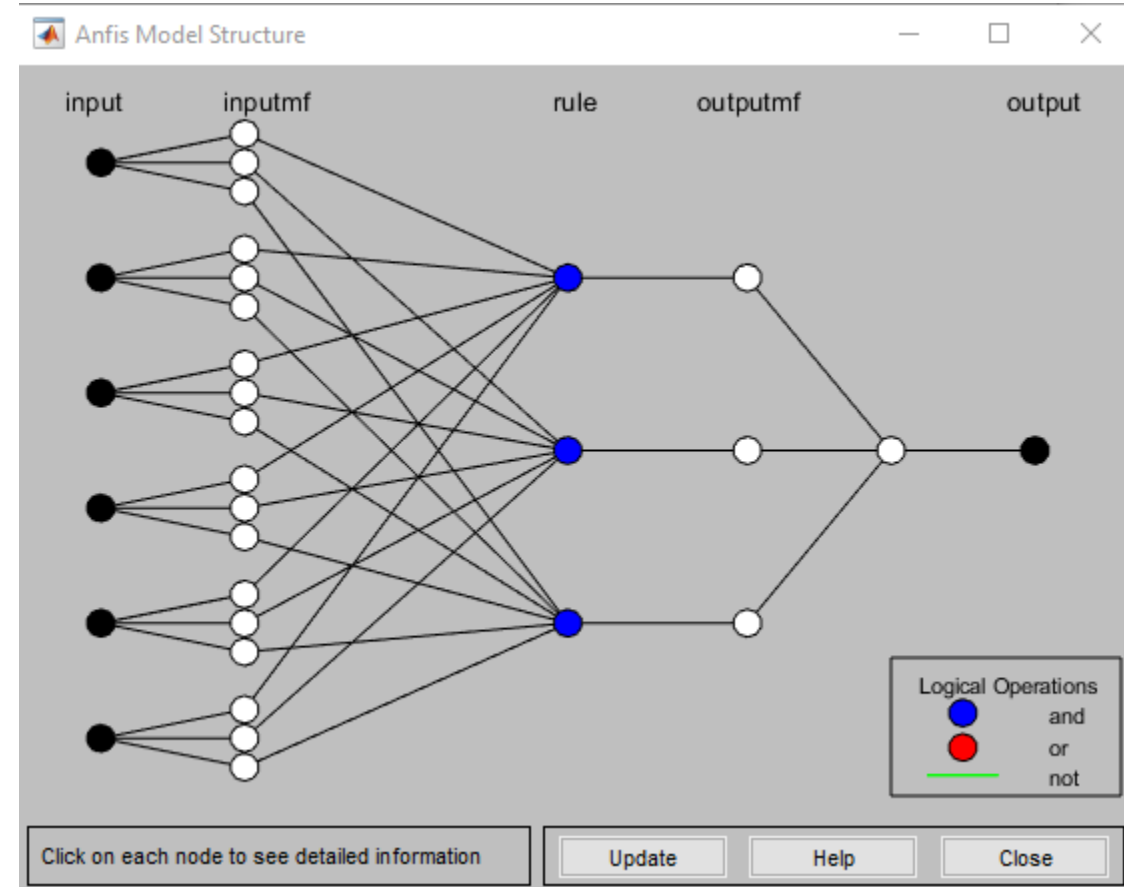 Anfis Model Structure
input inputmf rule outputmf output
Logical Operations
and
or
not
Click on each node to see detailed information
Update Help Close